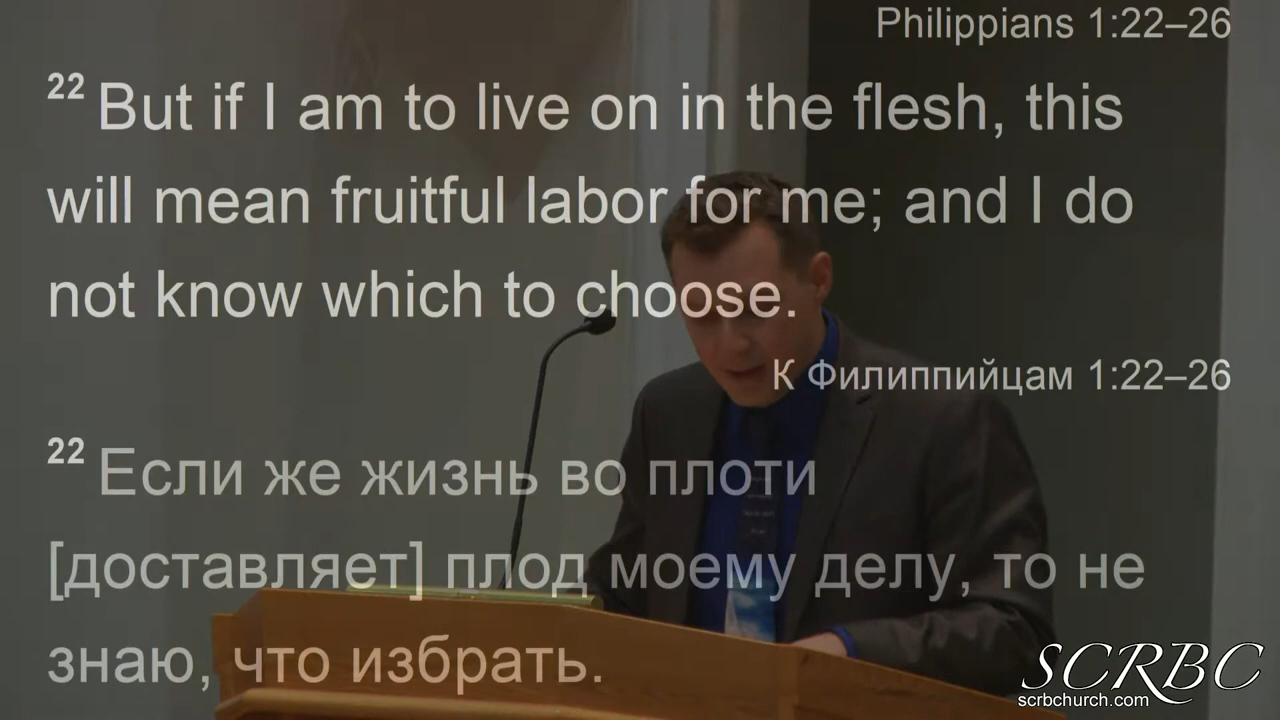 Philippians 1:22–26
22 But if I am to live on in the flesh, this
will mean fruitful labor for me; and I do
not know which to choose.
К Филиппийцам 1:22–26
22 Если же жизнь во плоти
[доставляет] плод моему делу, то не
знаю, что избрать.
SCRBC
scrbchurch.com